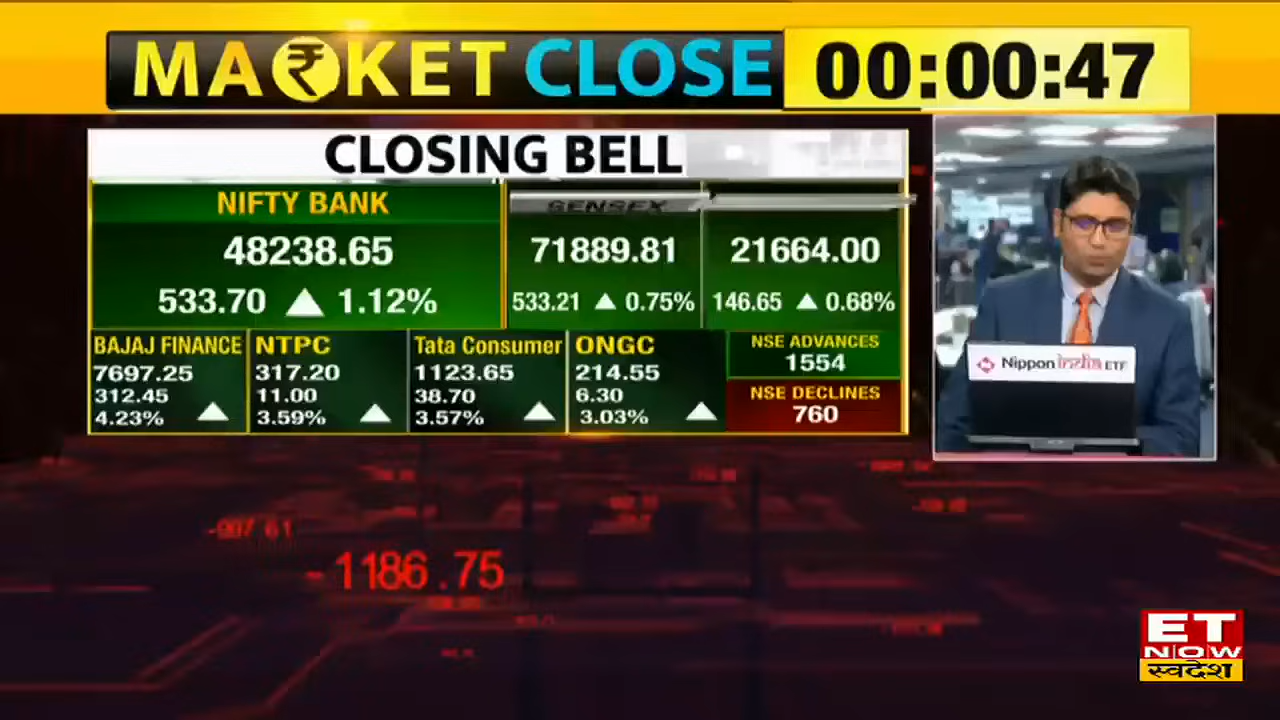 MA₹KET CLOSE
00:00:47
CLOSING BELL
NIFTY BANK
48238.65
533.70 ▲ 1.12%
SENSEX
71889.81
533.21 ▲ 0.75%
21664.00
146.65 ▲ 0.68%
BAJAJ FINANCE
7697.25
312.45
4.23% ▲
NTPC
317.20
11.00
3.59% ▲
Tata Consumer
1123.65
38.70
3.57% ▲
ONGC
214.55
6.30
3.03% ▲
NSE ADVANCES
1554
NSE DECLINES
760
Nippon india ETF
-997.61
-1186.75
ET
NOW
स्वदेश